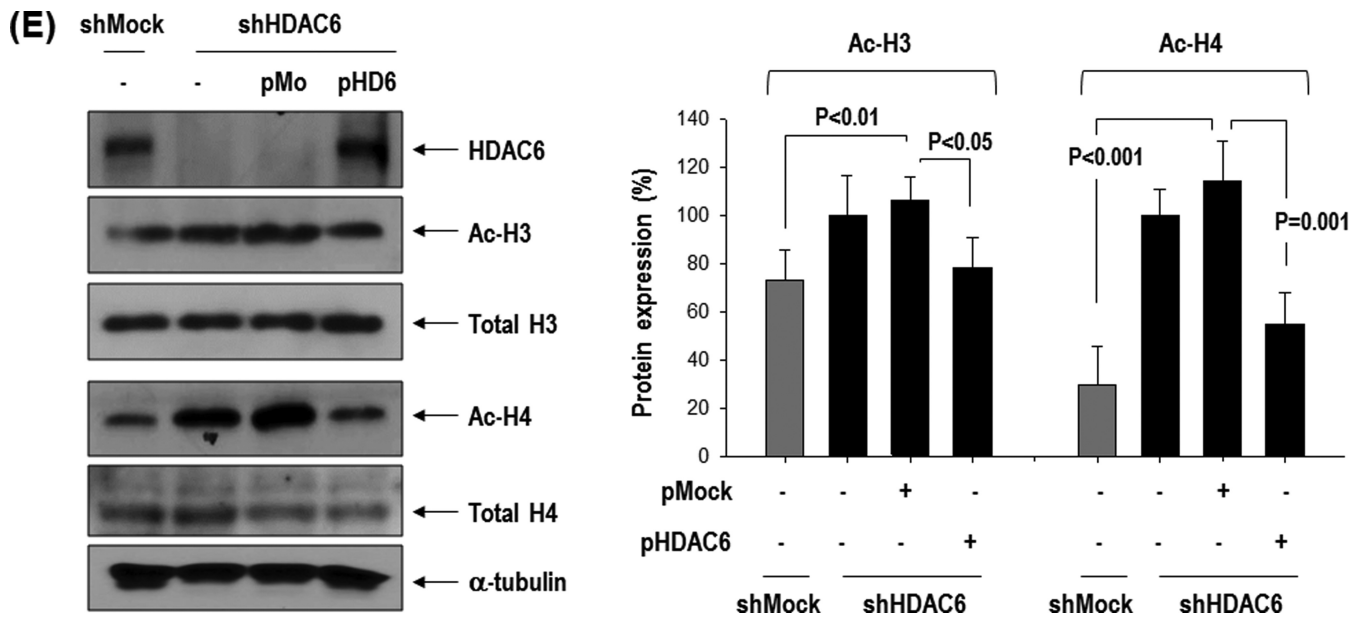 (E)
shMock shHDAC6
- - pMo pHD6
HDAC6
Ac-H3
Total H3
Ac-H4
Total H4
α-tubulin
Ac-H3 Ac-H4
Protein expression (%)
140
120
100
80
60
40
20
0
P<0.01
P<0.05
P<0.001
P=0.001
pMock - - + - - - + -
pHDAC6 - - - + - - - +
shMock shHDAC6 shMock shHDAC6